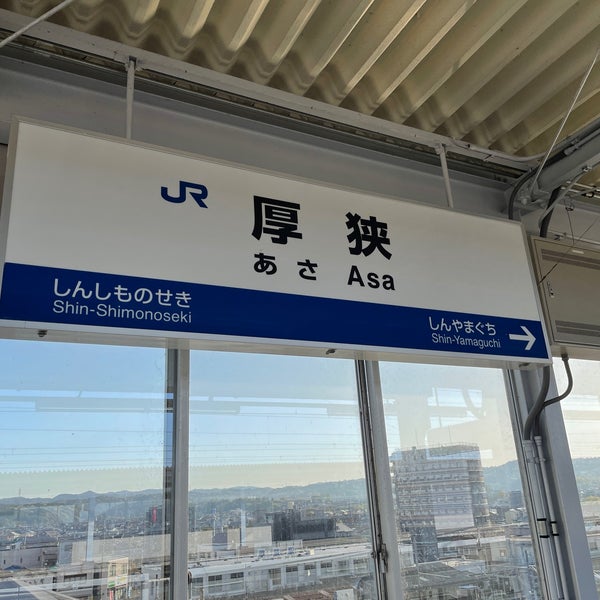 JR 厚狭
あさ Asa
しんしものせき
Shin-Shimonoseki
しんやまぐち
Shin-Yamaguchi